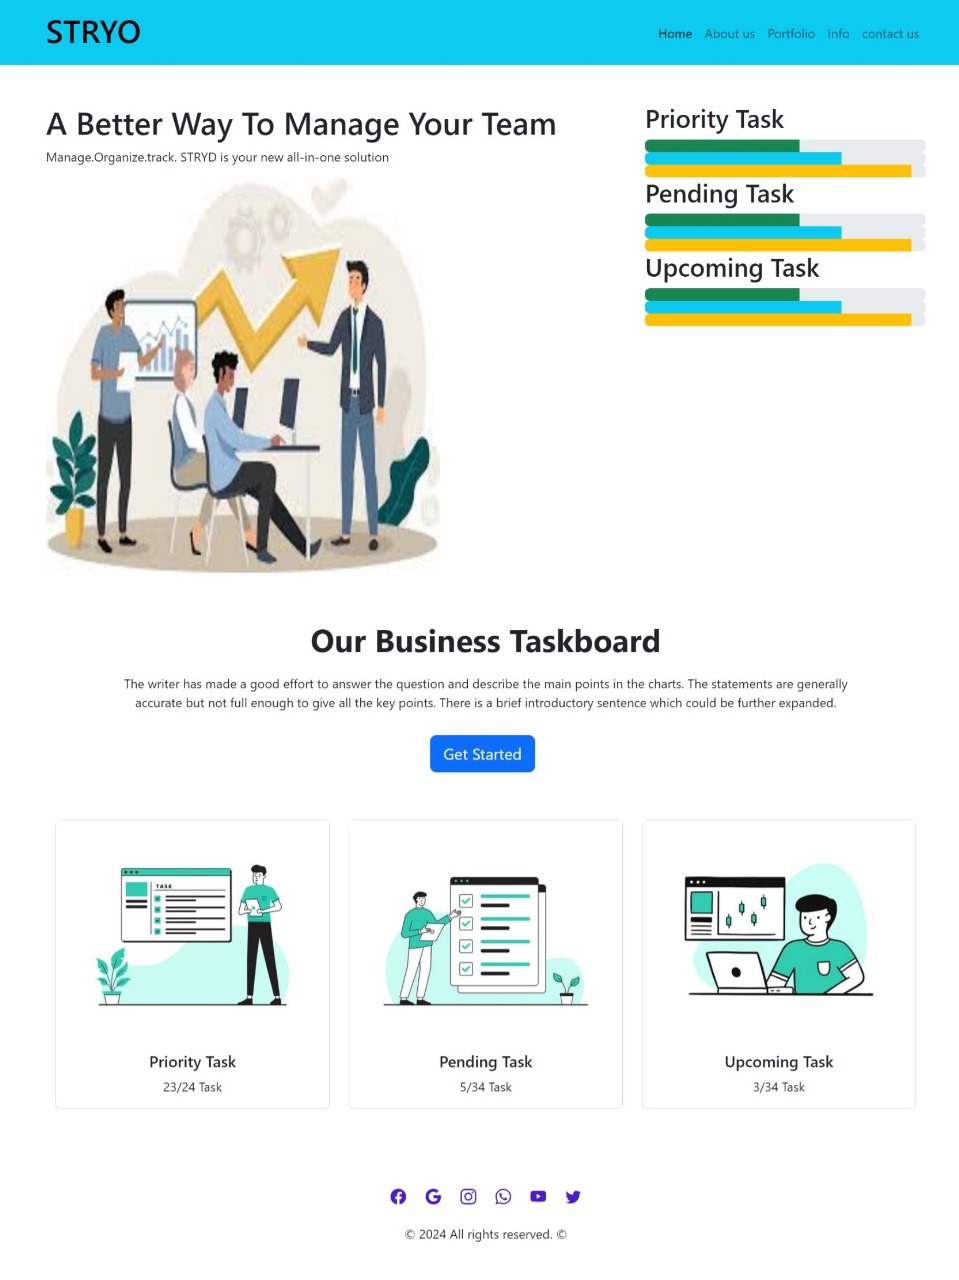 STRYO
Home About us Portfolio Info contact us
A Better Way To Manage Your Team
Manage.Organize.track. STRYD is your new all-in-one solution
Priority Task
Pending Task
Upcoming Task
Our Business Taskboard
The writer has made a good effort to answer the question and describe the main points in the charts. The statements are generally
accurate but not full enough to give all the key points. There is a brief introductory sentence which could be further expanded.
Get Started
TASK
Priority Task
23/24 Task
Pending Task
5/34 Task
Upcoming Task
3/34 Task
© 2024 All rights reserved. ©